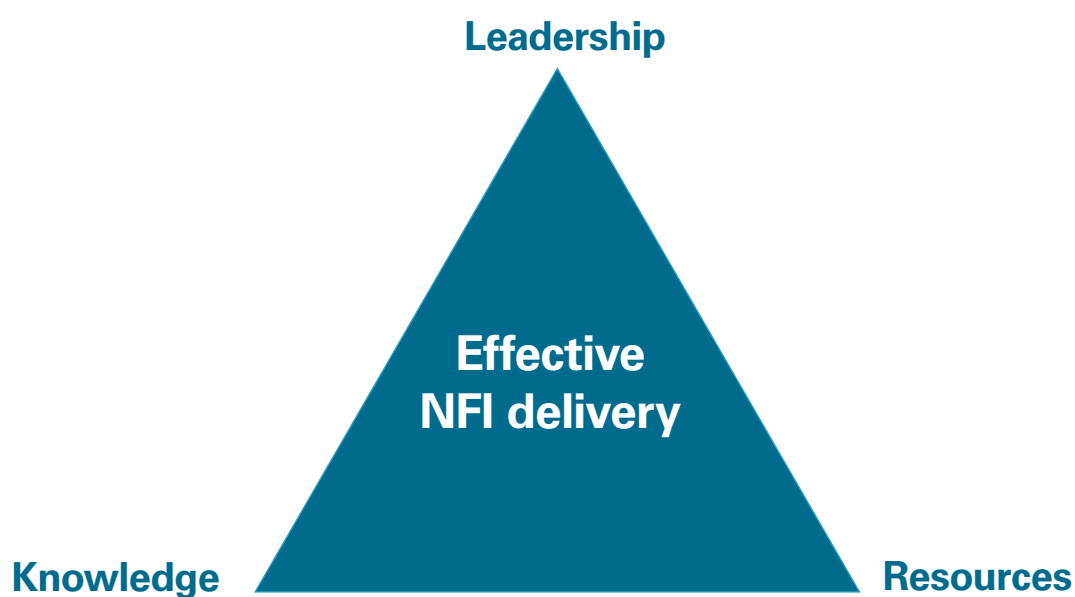 Leadership
Effective
NFI delivery
Knowledge
Resources